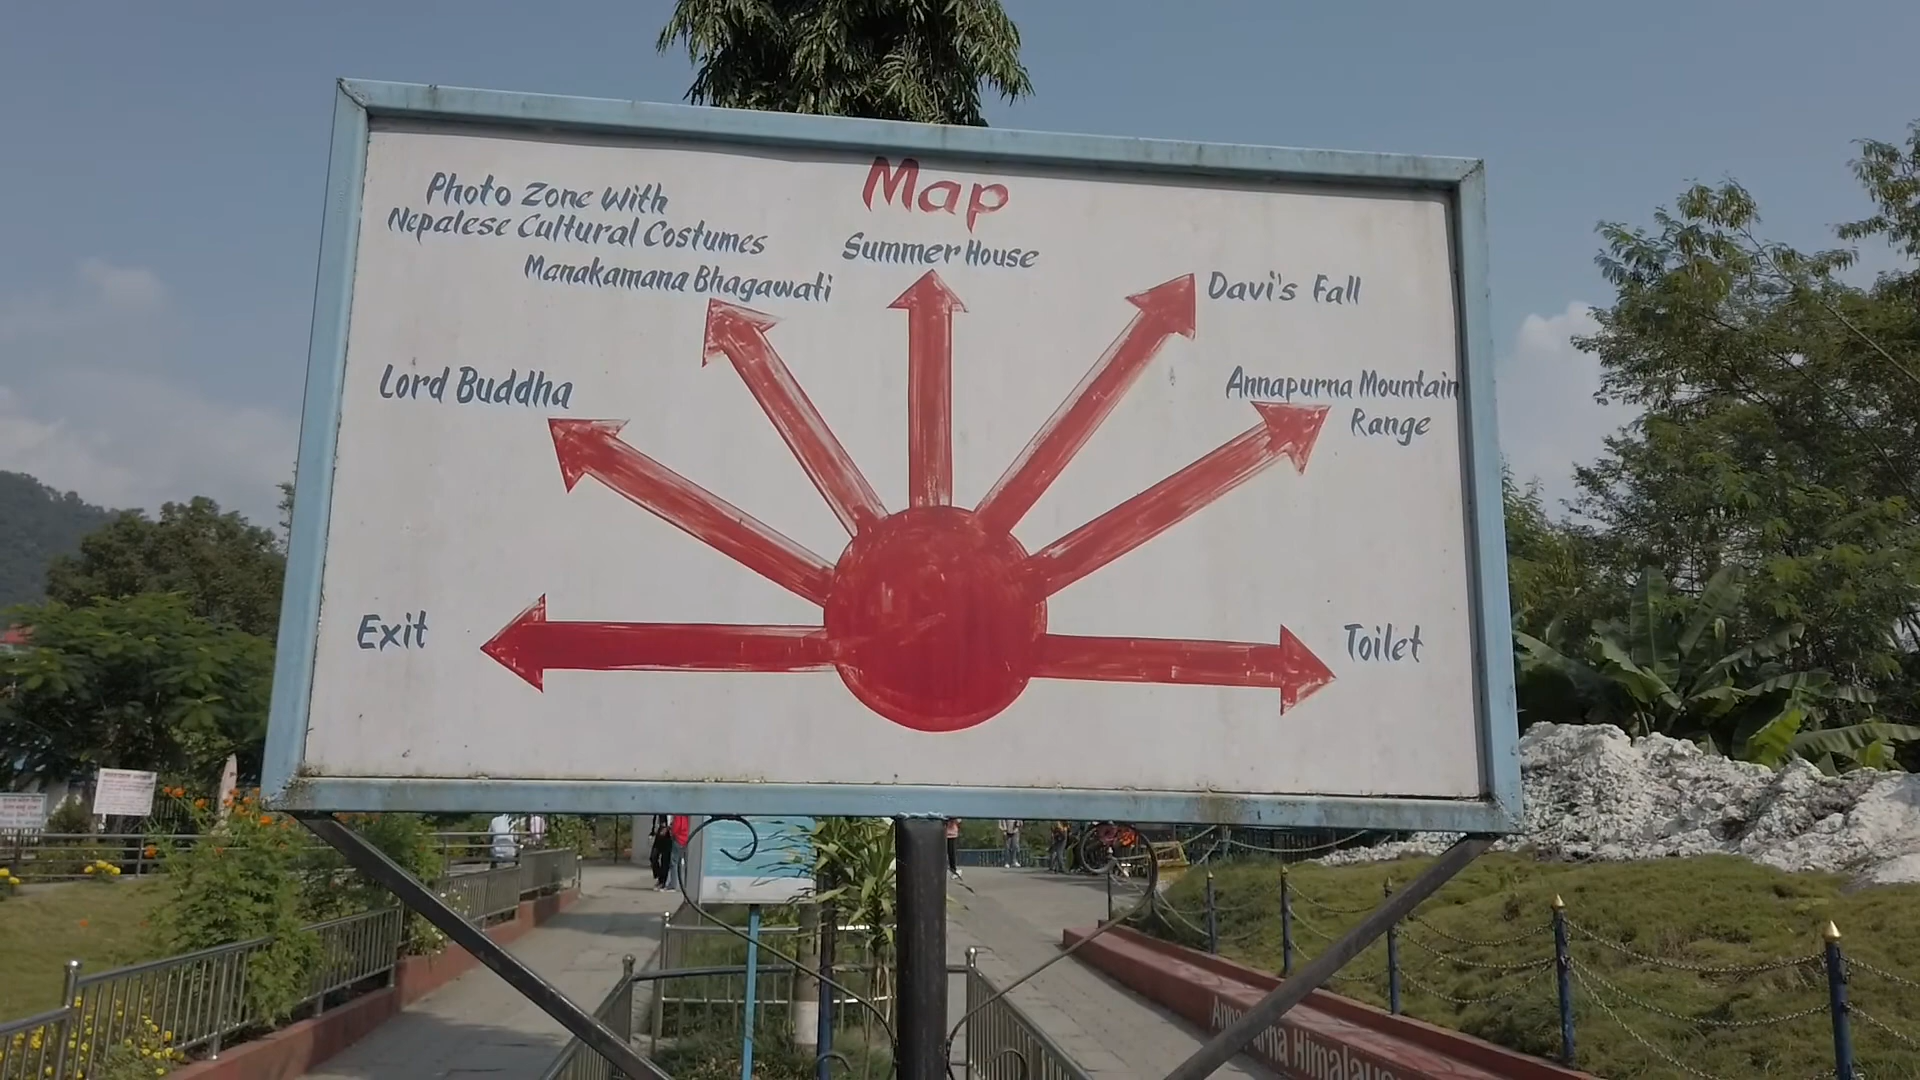 Map
Photo Zone With
Nepalese Cultural Costumes
Manakamana Bhagawati
Summer House
Davi's Fall
Lord Buddha
Annapurna Mountain
Range
Exit
Toilet
Himalaya